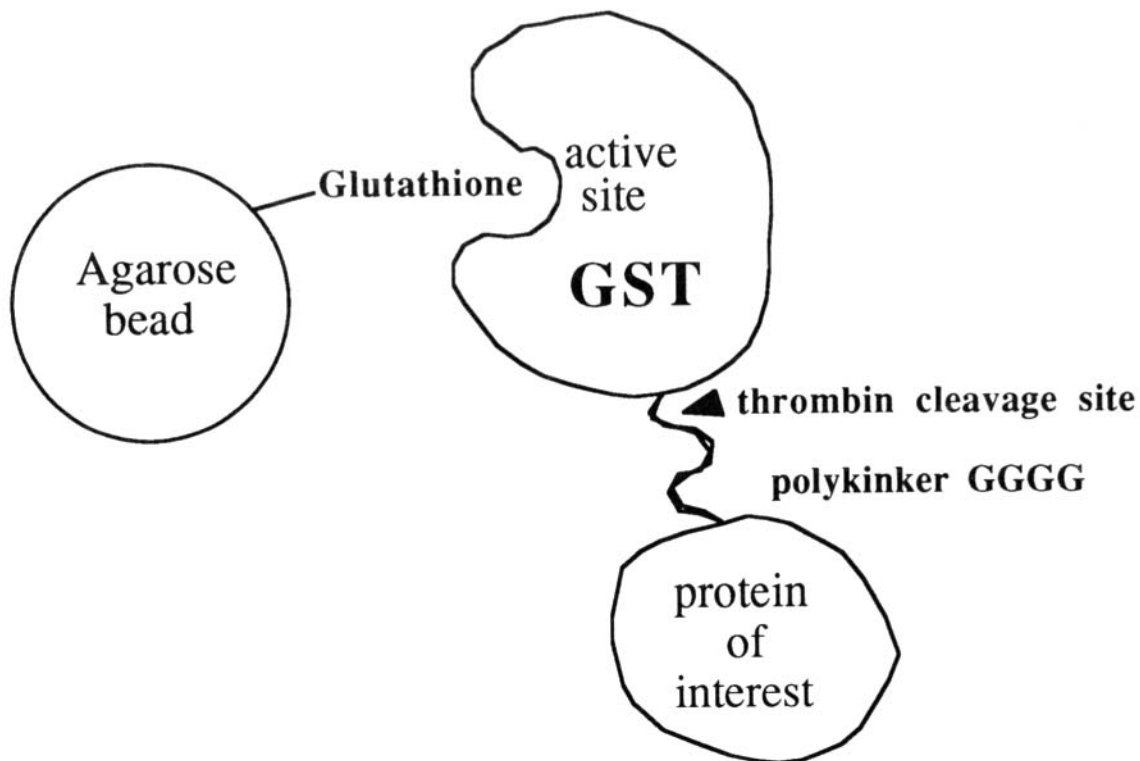 active
site
Glutathione
Agarose
bead
GST
thrombin cleavage site
polykinker GGGG
protein
of
interest